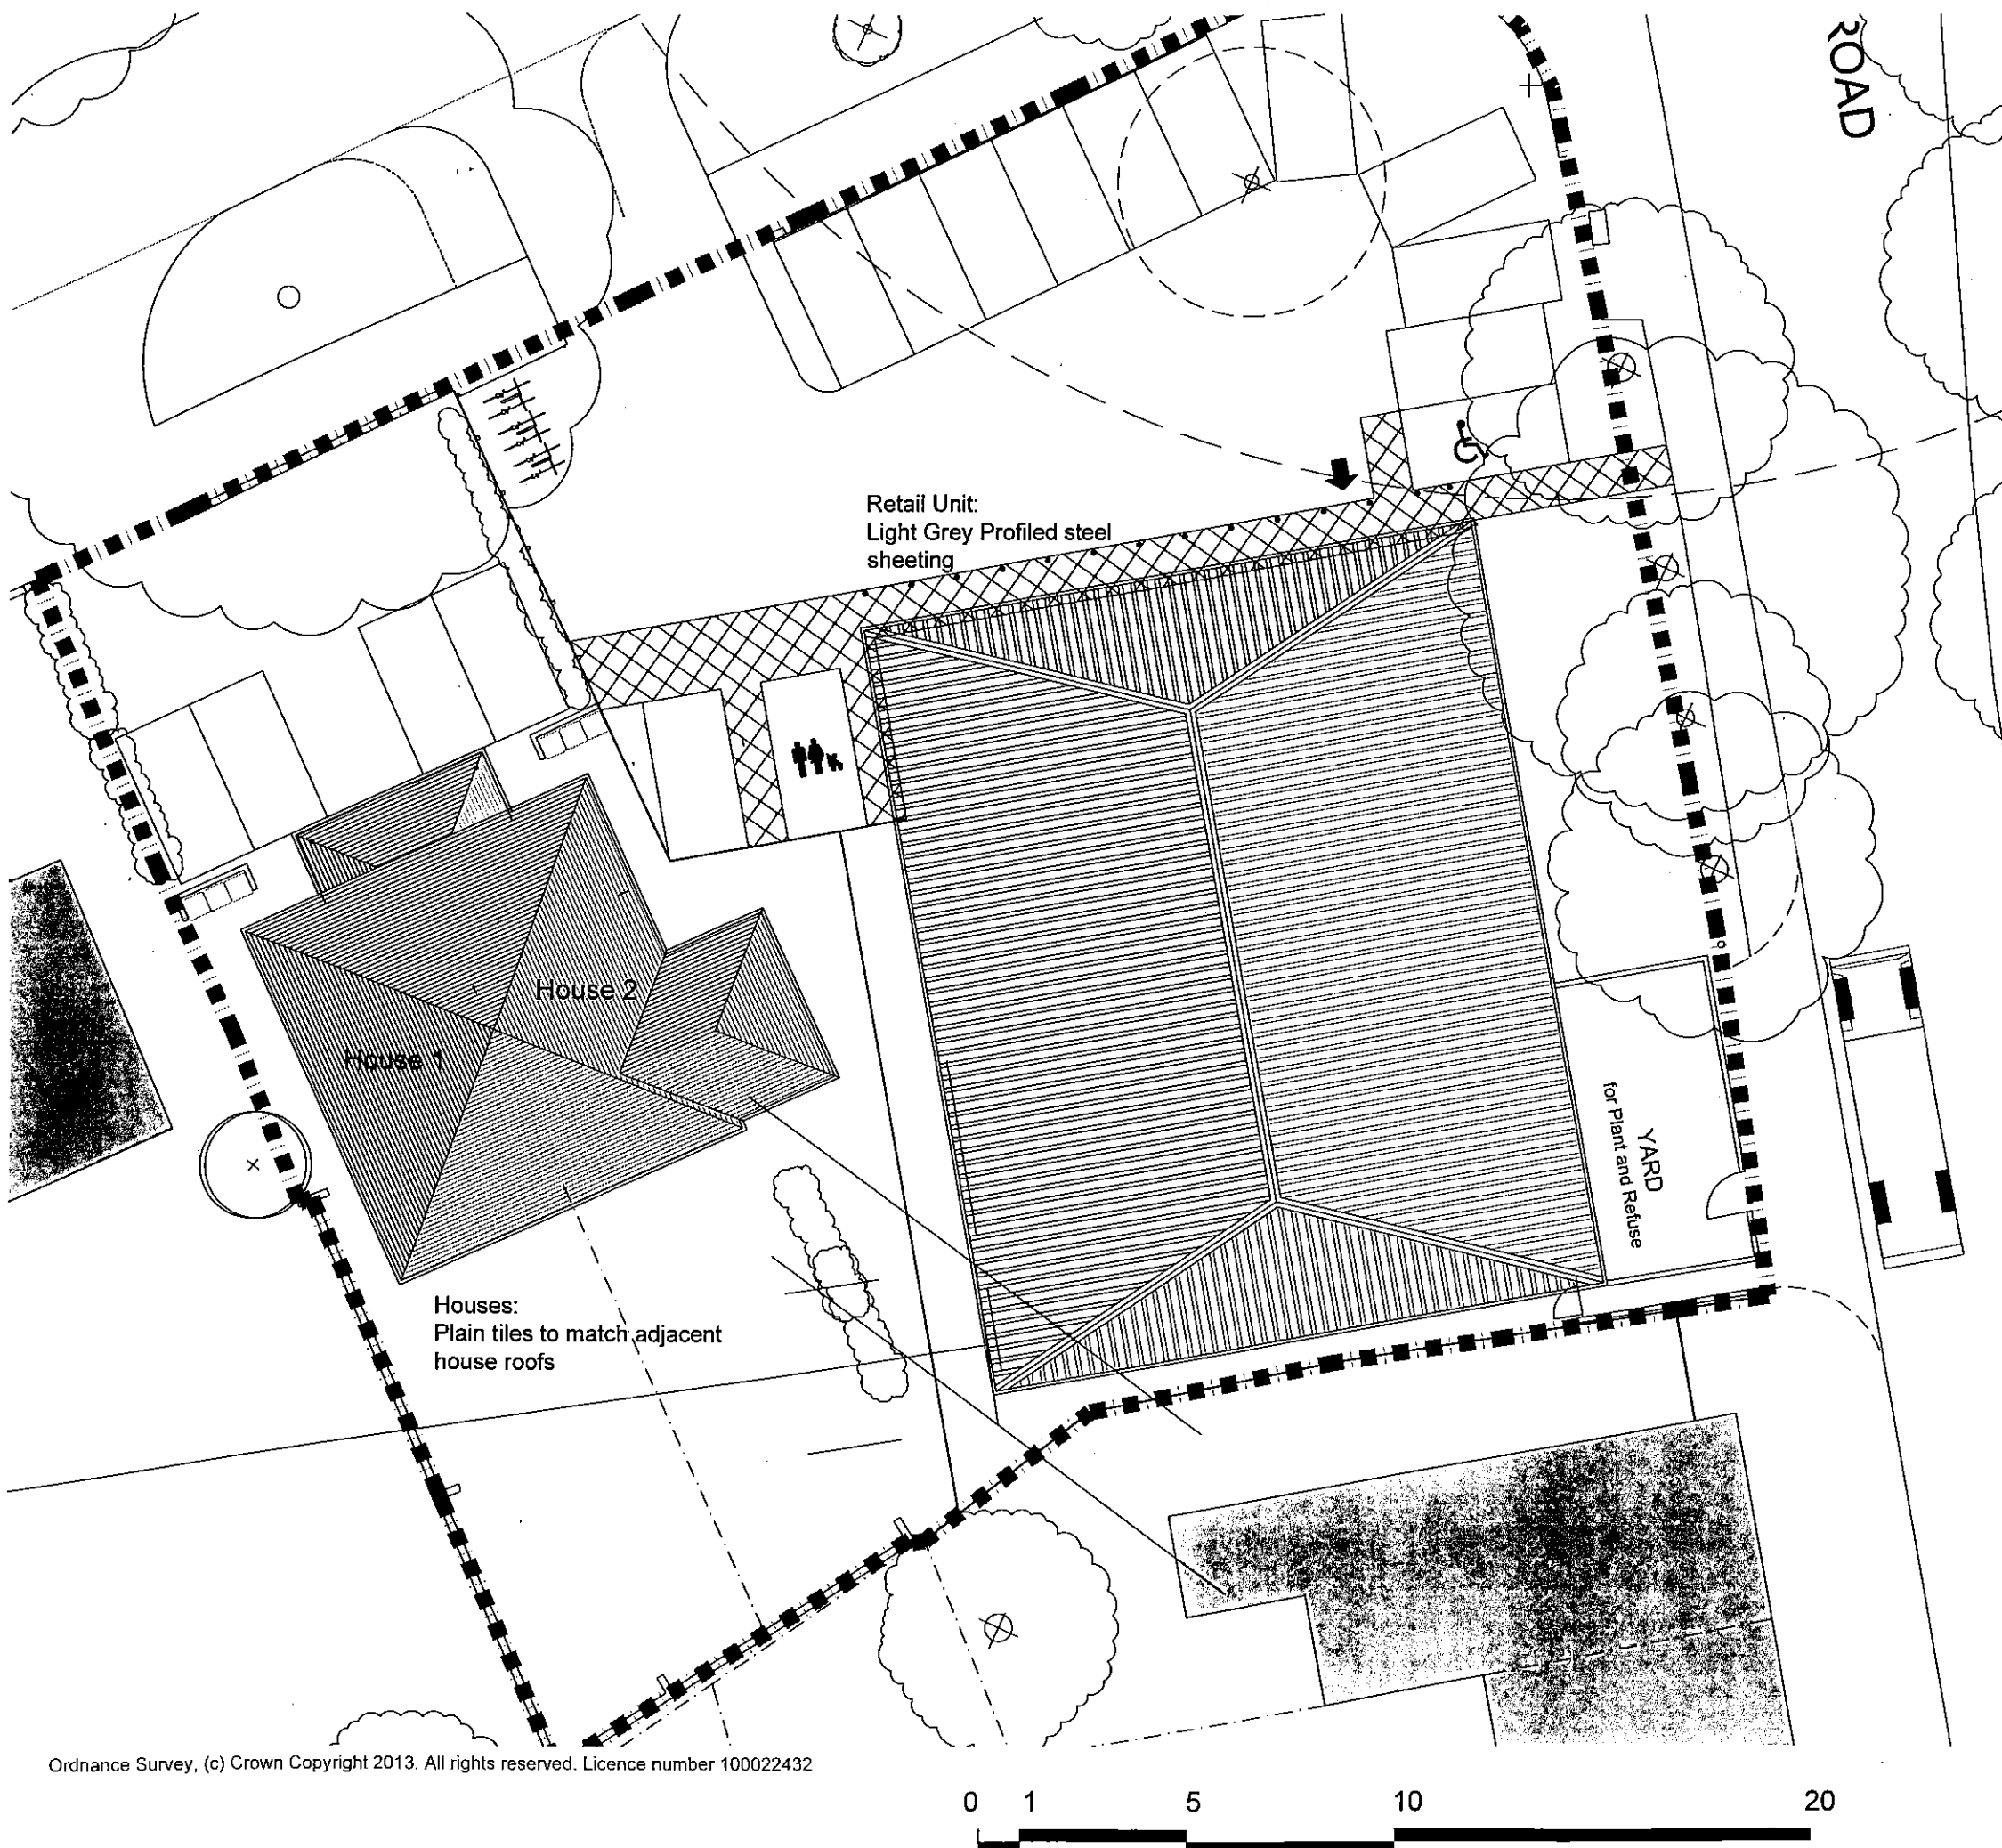 ROAD
Retail Unit:
Light Grey Profiled steel
sheeting
House 2
House 1
YARD
for Plant and Refuse
Houses:
Plain tiles to match adjacent
house roofs
Ordnance Survey, (c) Crown Copyright 2013. All rights reserved. Licence number 100022432
0 1 5 10 20